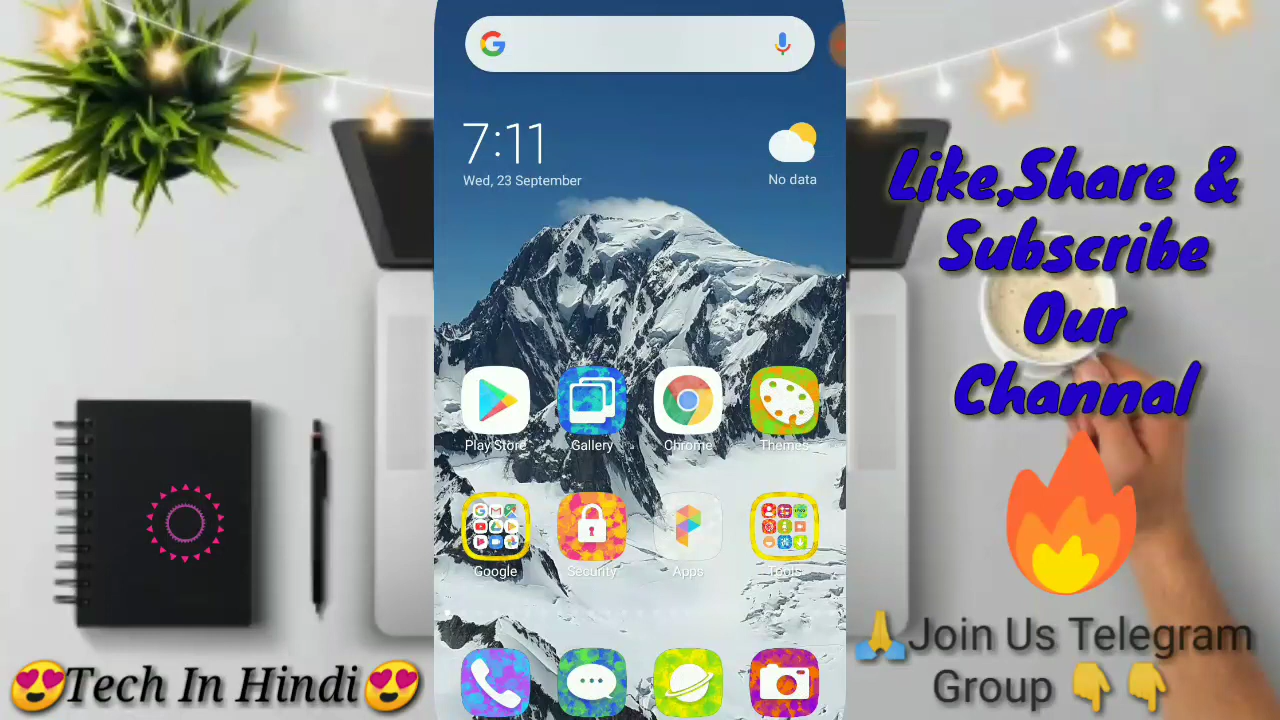 7:11
Wed, 23 September
No data
Play Store
Gallery
Chrome
Themes
Google
Security
Apps
Tools
Like,Share &
Subscribe
Our
Channal
Join Us Telegram
Group
Tech In Hindi